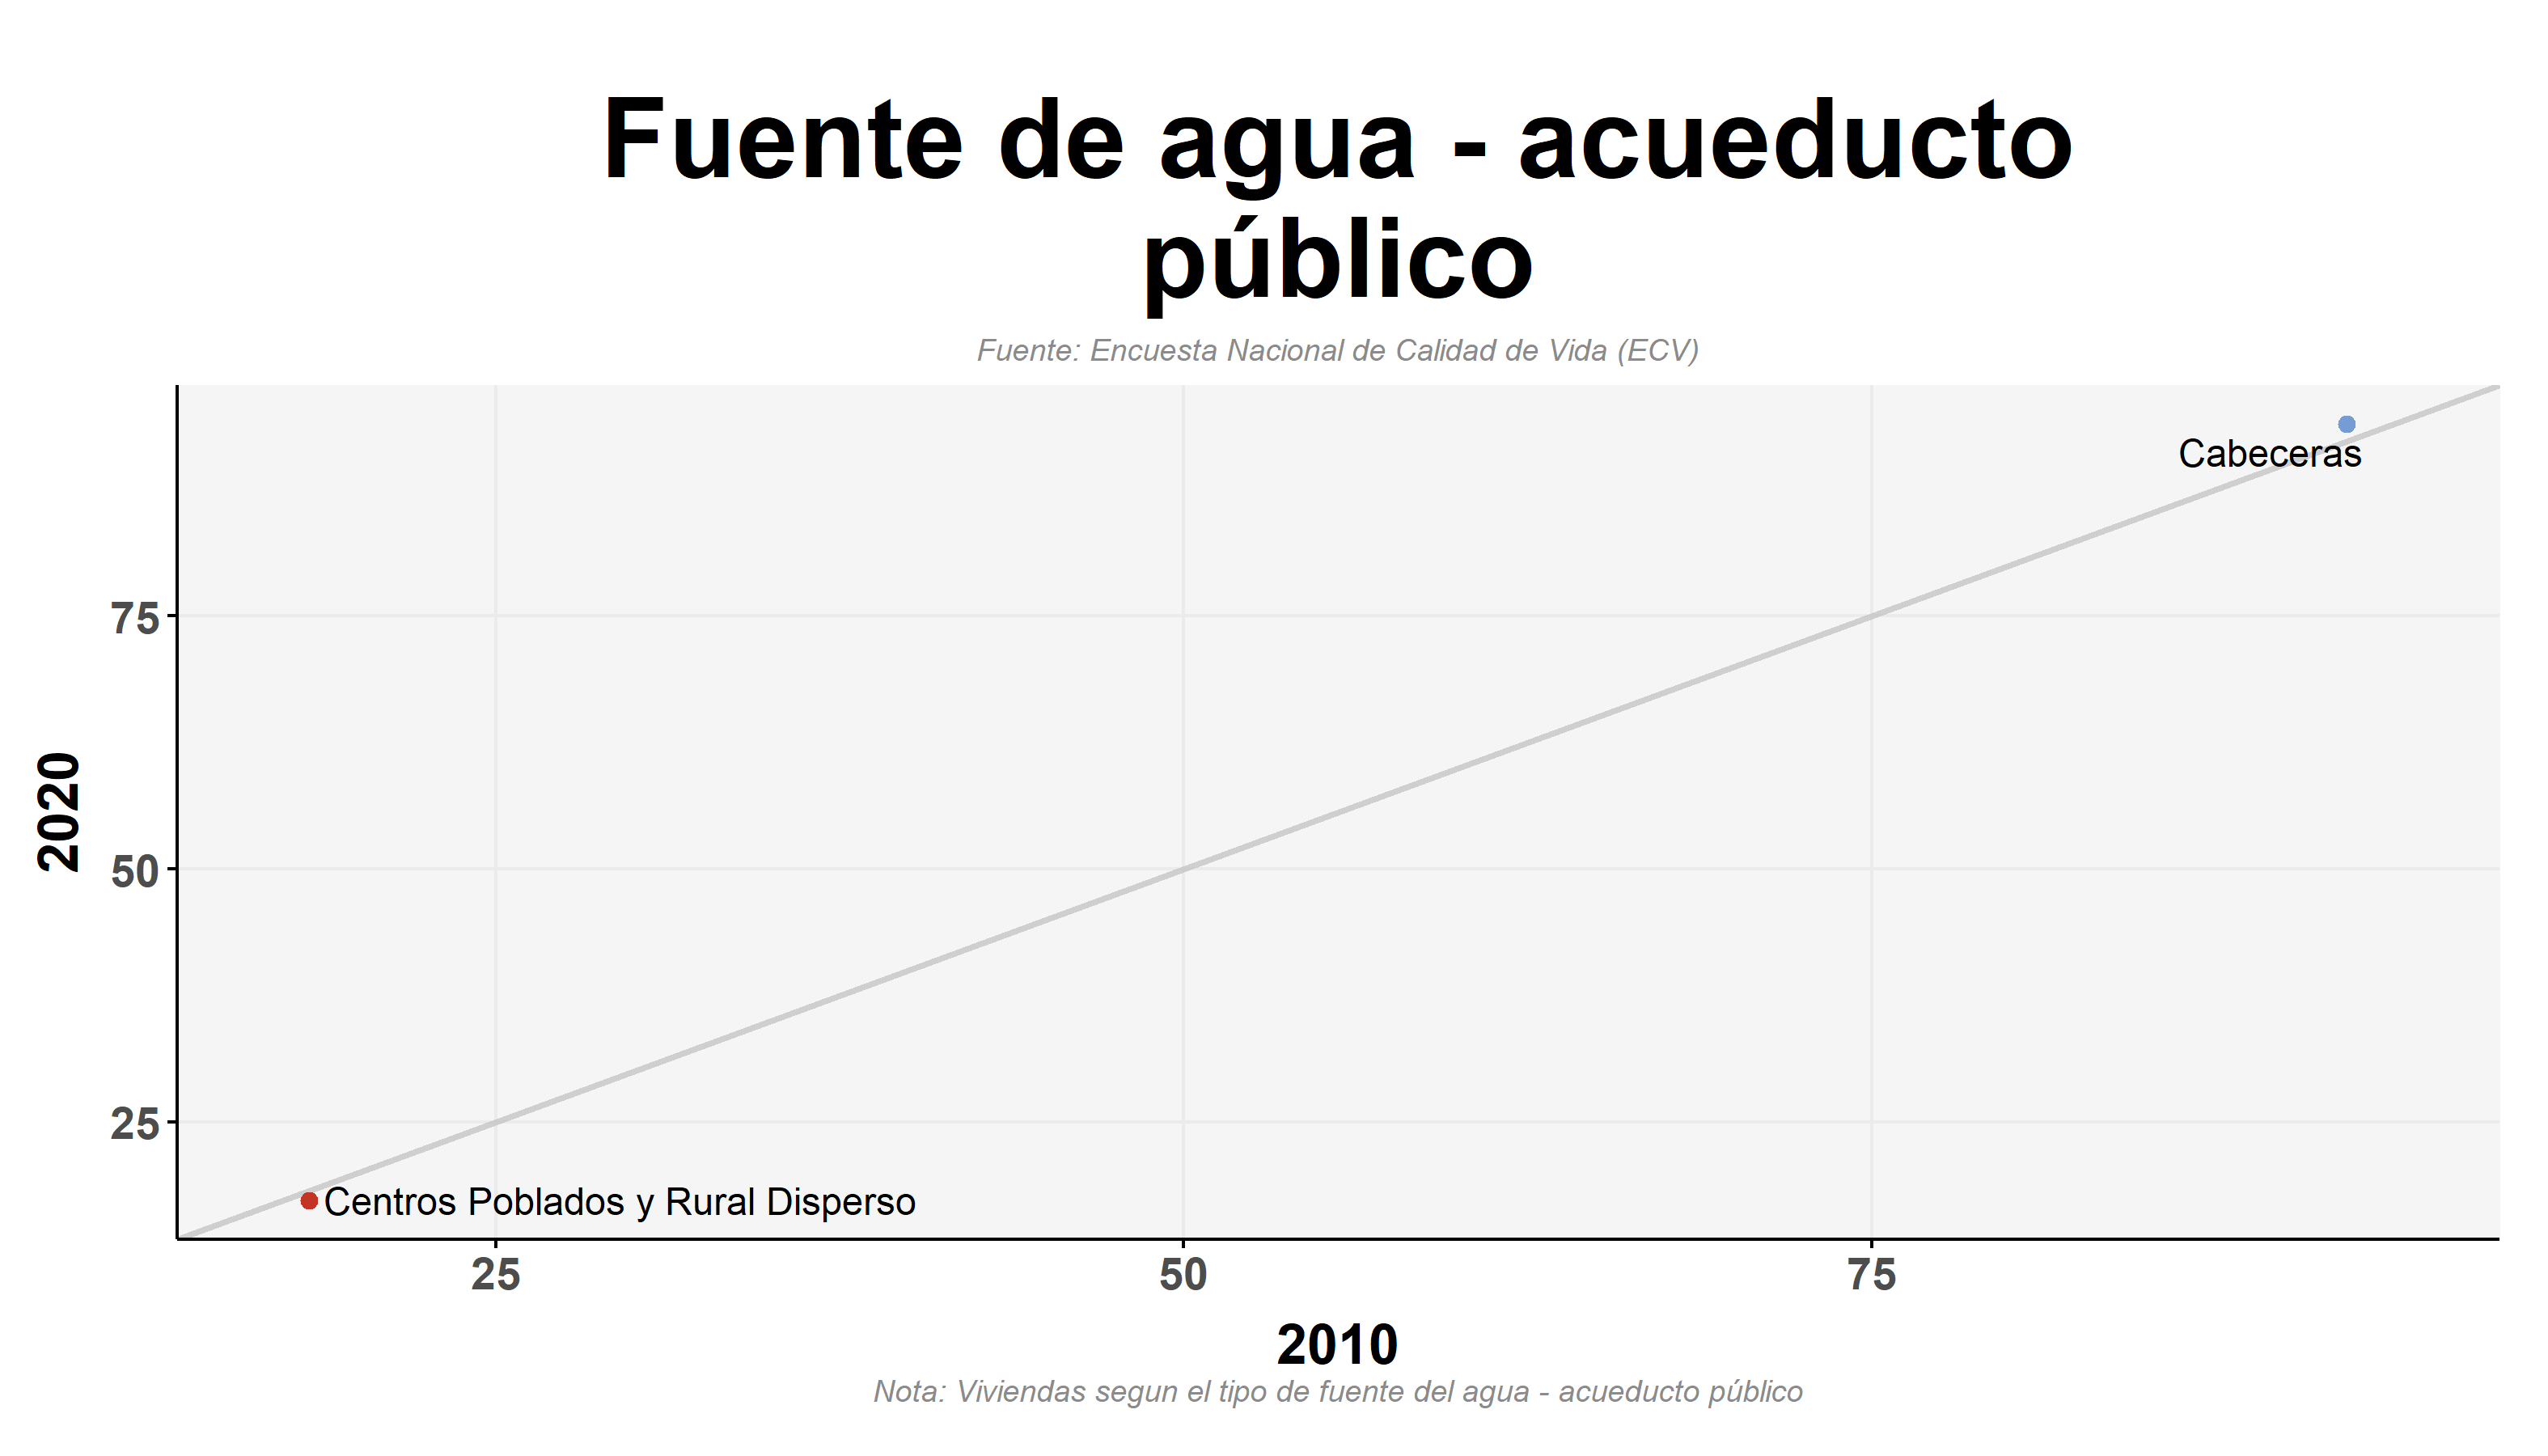 Fuente de agua - acueducto
público
Fuente: Encuesta Nacional de Calidad de Vida (ECV)
Cabeceras
75
2020
50
25
Centros Poblados y Rural Disperso
25 50 75
2010
Nota: Viviendas segun el tipo de fuente del agua - acueducto público